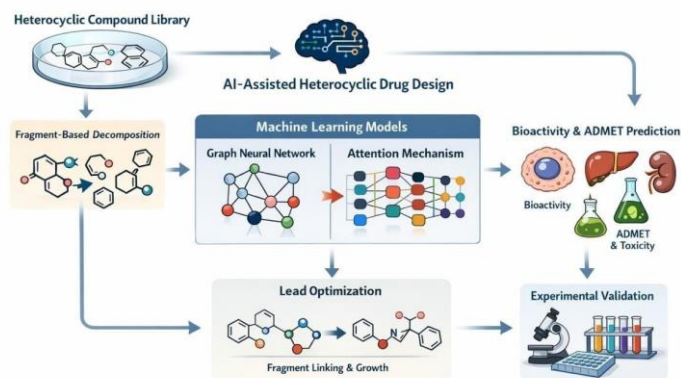 Heterocyclic Compound Library
AI-Assisted Heterocyclic Drug Design
Fragment-Based Decomposition
Machine Learning Models
Graph Neural Network
Attention Mechanism
Bioactivity & ADMET Prediction
Bioactivity
ADMET
& Toxicity
Lead Optimization
N
Fragment Linking & Growth
Experimental Validation